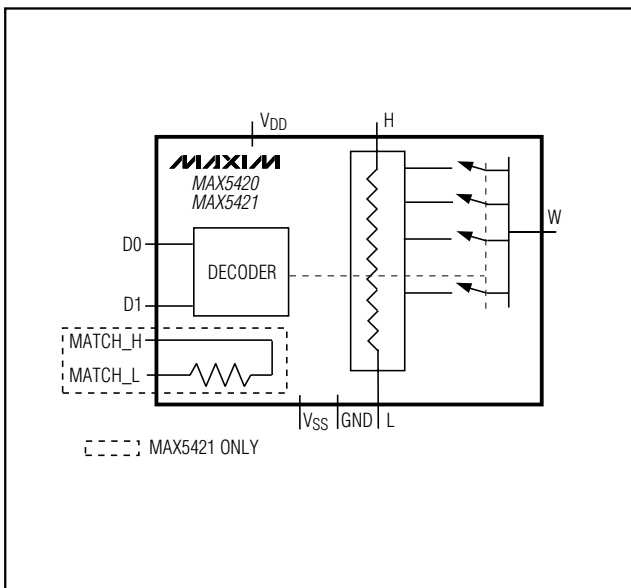 VDD
H
MAXIM
MAX5420
MAX5421
W
D0
DECODER
D1
MATCH_H
MATCH_L
VSS GND L
MAX5421 ONLY